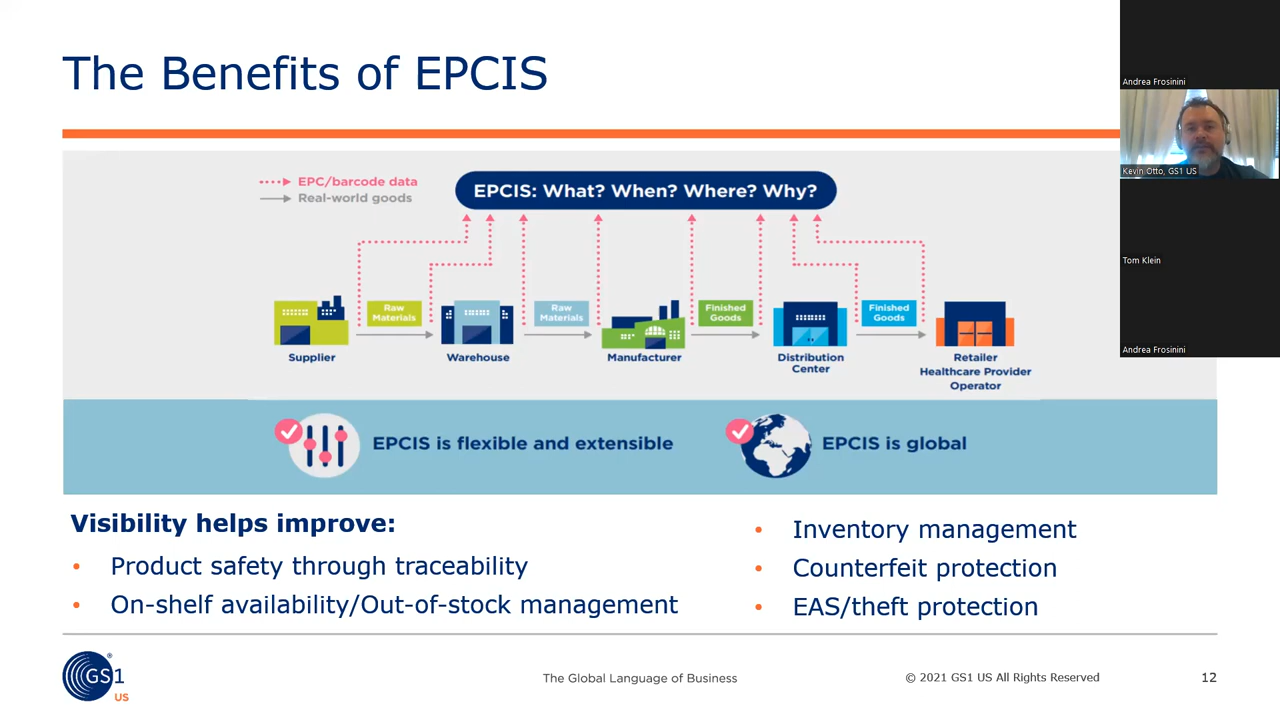 The Benefits of EPCIS
Andrea Frosinini
Kevin Otto, GS1 US
Tom Klein
Andrea Frosinini
EPC/barcode data
Real-world goods
EPCIS: What? When? Where? Why?
Raw
Materials
Raw
Materials
Finished
Goods
Finished
Goods
Supplier
Warehouse
Manufacturer
Distribution
Center
Retailer
Healthcare Provider
Operator
EPCIS is flexible and extensible
EPCIS is global
Visibility helps improve:
• Product safety through traceability
• On-shelf availability/Out-of-stock management
• Inventory management
• Counterfeit protection
• EAS/theft protection
GS1
®
US
The Global Language of Business
© 2021 GS1 US All Rights Reserved
12